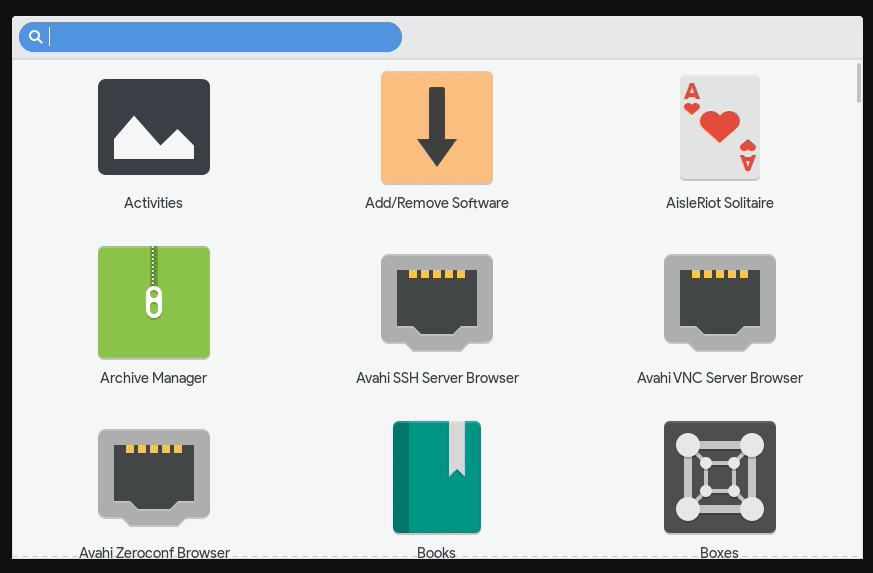 Activities
Add/Remove Software
A
A
AisleRiot Solitaire
Archive Manager
Avahi SSH Server Browser
Avahi VNC Server Browser
Avahi Zeroconf Browser
Books
Boxes